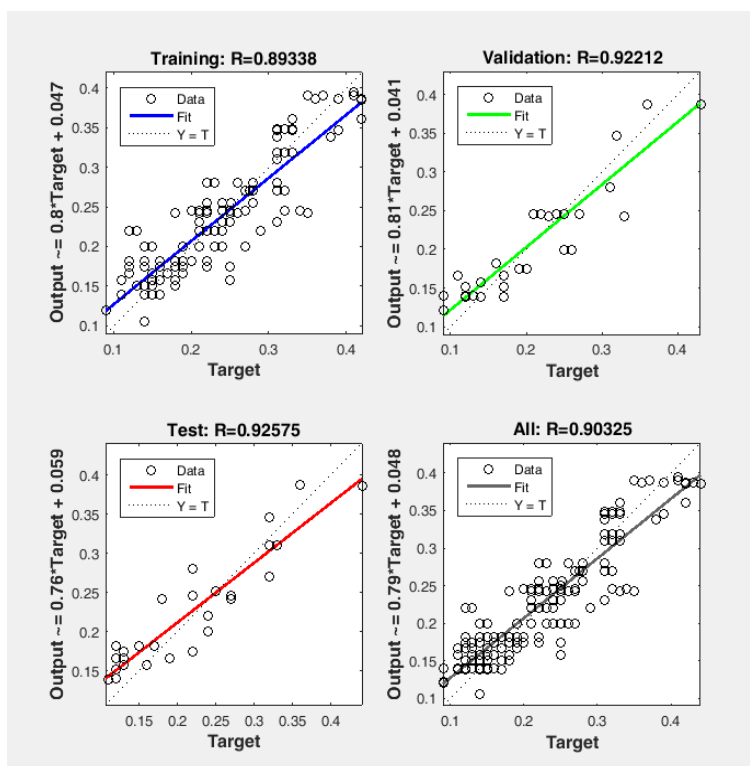 Training: R=0.89338
Output ~= 0.8*Target + 0.047
0.4
0.35
0.3
0.25
0.2
0.15
0.1
Data
Fit
Y = T
0.1
0.2
0.3
0.4
Target
Validation: R=0.92212
Output ~= 0.81*Target + 0.041
0.4
0.35
0.3
0.25
0.2
0.15
0.1
Data
Fit
Y = T
0.1
0.2
0.3
0.4
Target
Test: R=0.92575
Output ~= 0.76*Target + 0.059
0.4
0.35
0.3
0.25
0.2
0.15
Data
Fit
Y = T
0.15
0.2
0.25
0.3
0.35
0.4
Target
All: R=0.90325
Output ~= 0.79*Target + 0.048
0.4
0.35
0.3
0.25
0.2
0.15
0.1
Data
Fit
Y = T
0.1
0.2
0.3
0.4
Target